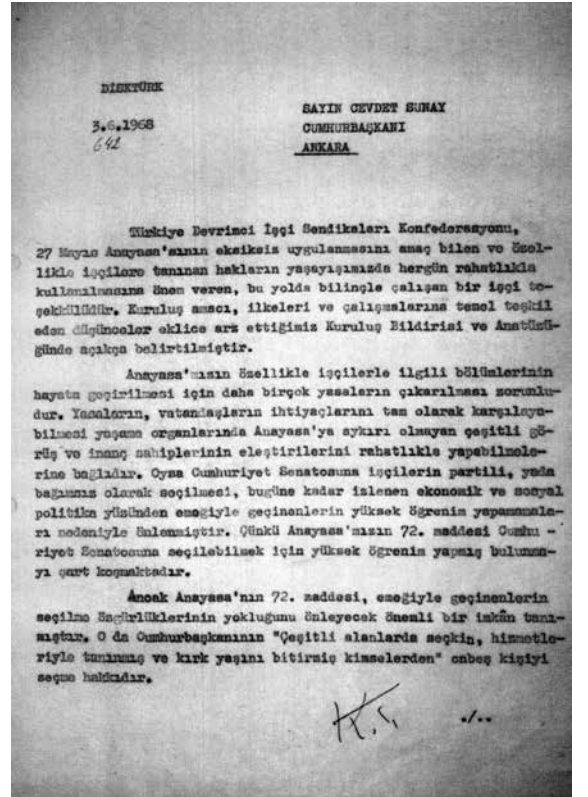 DİSKTÜRK
3.6.1968
642
SAYIN CEVDET SUNAY
CUMHURBAŞKANI
ANKARA
Türkiye Devrimci İşçi Sendikaları Konfederasyonu,
27 Mayıs Anayasa'sının eksiksiz uygulanmasını amaç bilen ve özel-
likle işçilere tanınan hakların yaşayışımızda hergün rahatlıkla
kullanılmasına önem veren, bu yolda bilinçle çalışan bir işçi te-
şekkülüdür. Kuruluş amacı, ilkeleri ve çalışmalarına temel teşkil
eden düşünceler eklice arz ettiğimiz Kuruluş Bildirisi ve Anatüzü-
ğünde açıkça belirtilmiştir.
Anayasa'mızın özellikle işçilerle ilgili bölümlerinin
hayata geçirilmesi için daha birçok yasaların çıkarılması zorunlu-
dur. Yasaların, vatandaşların ihtiyaçlarını tam olarak karşılaya-
bilmesi yasama organlarında Anayasa'ya aykırı olmayan çeşitli gö-
rüş ve inanç sahiplerinin eleştirilerini rahatlıkla yapabilmele-
rine bağlıdır. Oysa Cumhuriyet Senatosuna işçilerin partili, yada
bağımsız olarak seçilmesi, bugüne kadar izlenen ekonomik ve sosyal
politika yüzünden emeğiyle geçinenlerin yüksek öğrenim yapamamala-
rı nedeniyle önlenmiştir. Çünkü Anayasa'mızın 72. maddesi Cumhu -
riyet Senatosuna seçilebilmek için yüksek öğrenim yapmış bulunma-
yı şart koşmaktadır.
Ancak Anayasa'nın 72. maddesi, emeğiyle geçinenlerin
seçilme özgürlüklerinin yokluğunu önleyecek önemli bir imkân tanı-
mıştır. O da Cumhurbaşkanının "Çeşitli alanlarda seçkin, hizmetle-
riyle tanınmış ve kırk yaşını bitirmiş kimselerden" onbeş kişiyi
seçme hakkıdır.
./..